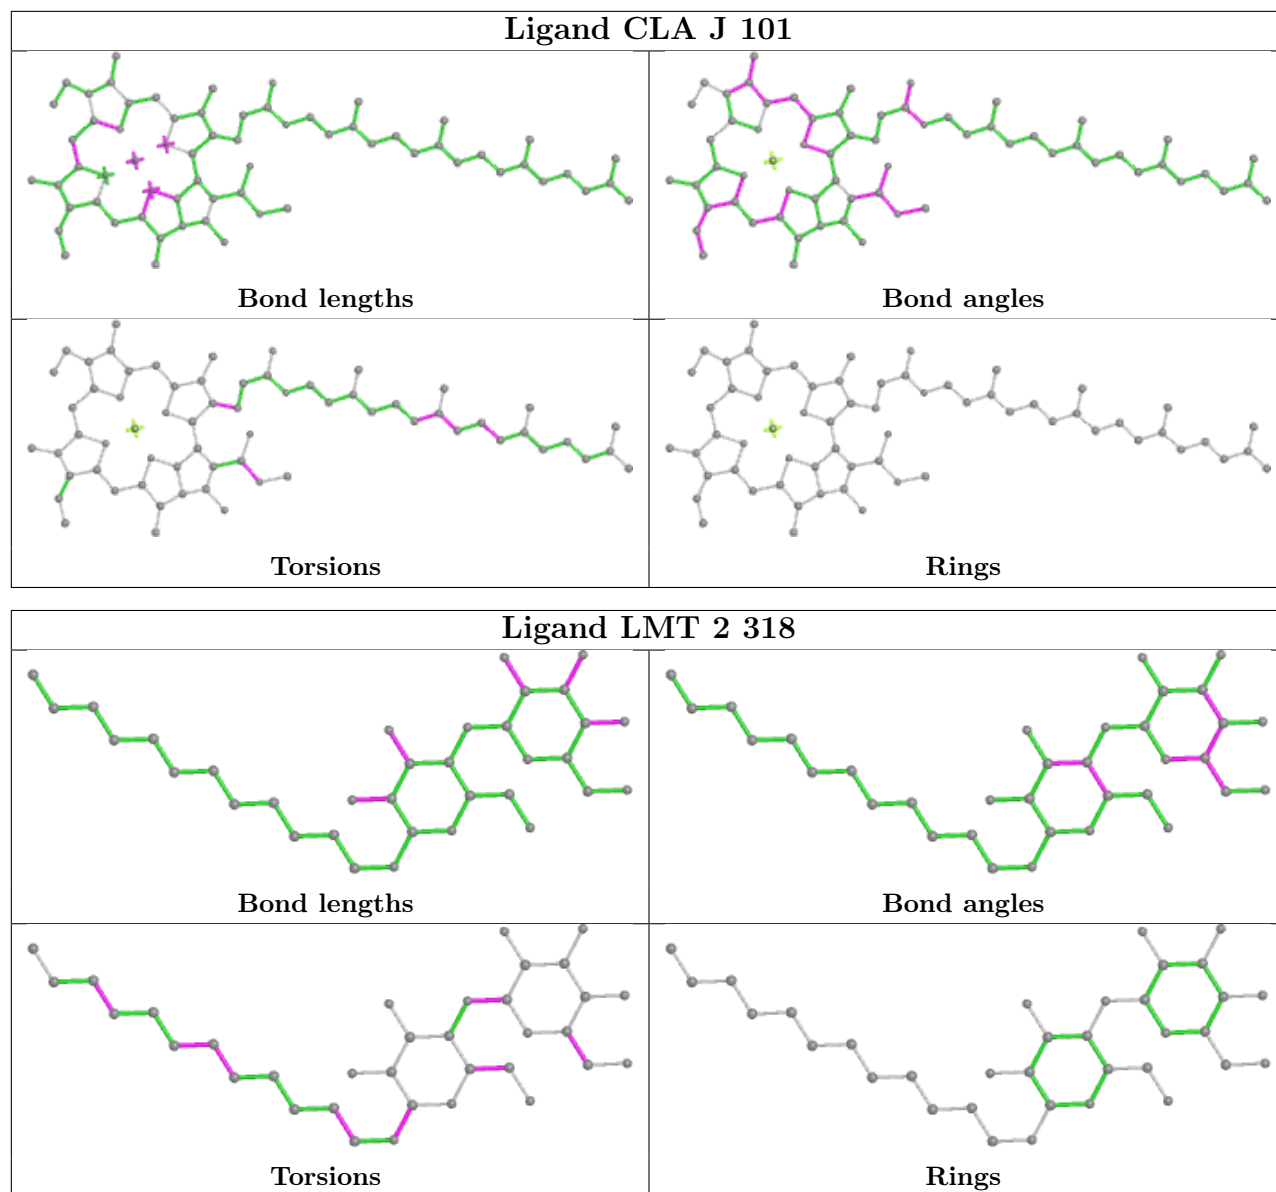 Ligand CLA J 101
Bond lengths
Bond angles
Torsions
Rings
Ligand LMT 2 318
Bond lengths
Bond angles
Torsions
Rings